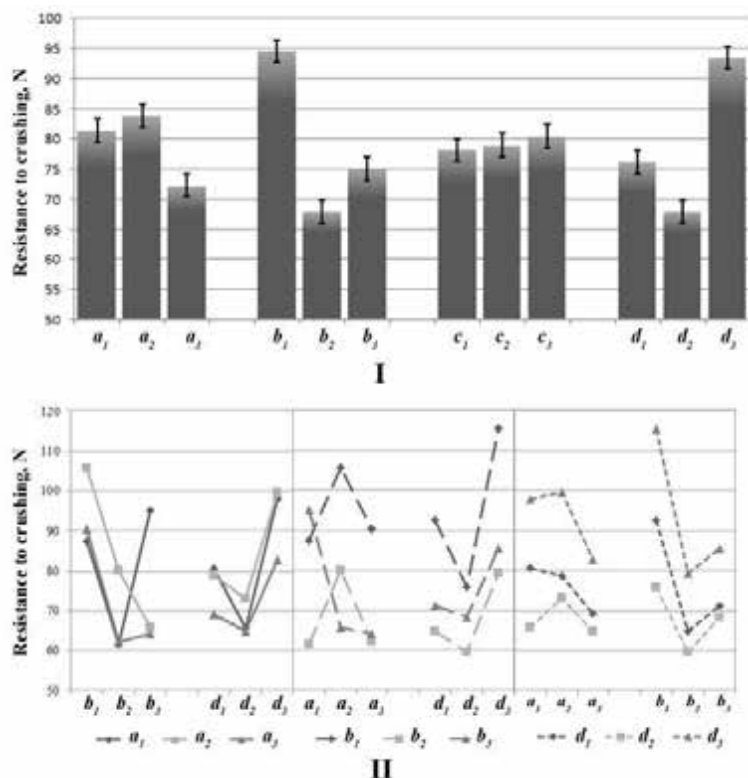 Resistance to crushing, N
100
95
90
85
80
75
70
65
60
55
50
a₁ a₂ a₃ b₁ b₂ b₃ c₁ c₂ c₃ d₁ d₂ d₃
I
Resistance to crushing, N
120
110
100
90
80
70
60
50
b₁ b₂ b₃ d₁ d₂ d₃ a₁ a₂ a₃ d₁ d₂ d₃ a₁ a₂ a₃ b₁ b₂ b₃
a₁ a₂ a₃ b₁ b₂ b₃ d₁ d₂ d₃
II